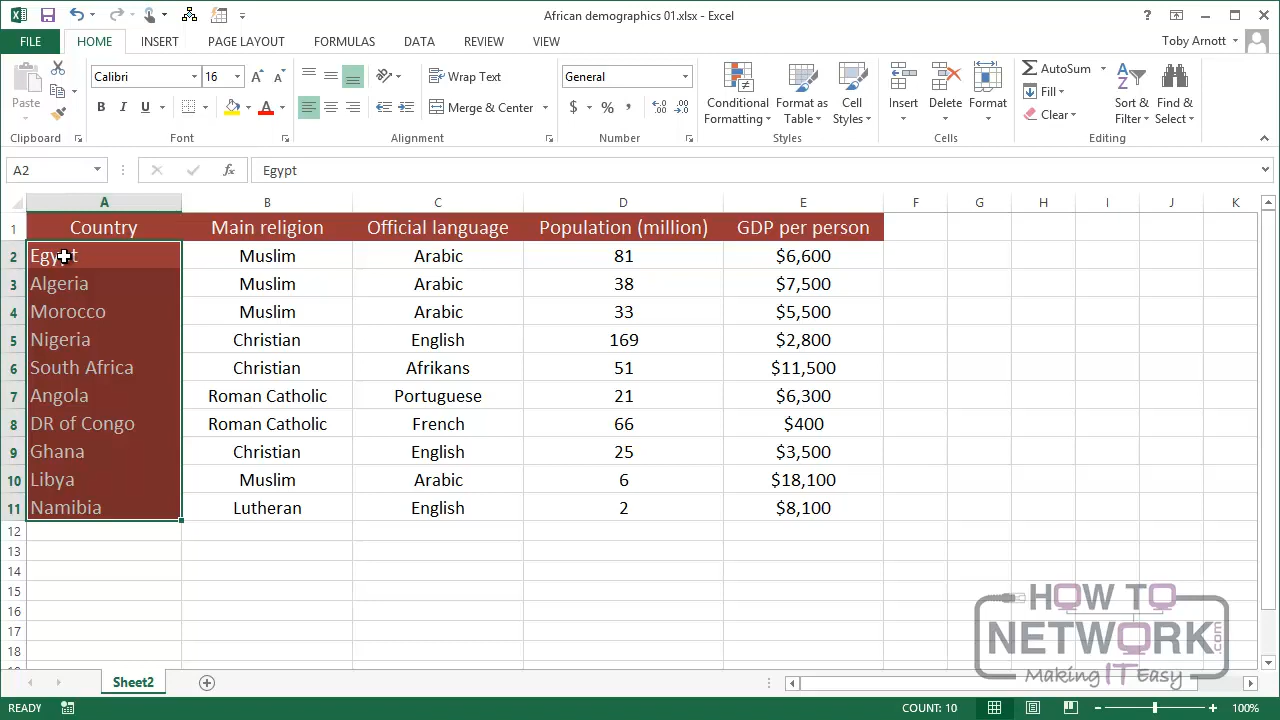 African demographics 01.xlsx - Excel
?
FILE HOME INSERT PAGE LAYOUT FORMULAS DATA REVIEW VIEW Toby Arnott
Paste
Calibri 16 A A
B I U A
Wrap Text
Merge & Center
General
$ % , .0 .00 .00 .0
Conditional Formatting
Format as Table
Cell Styles
Insert Delete Format
AutoSum
Fill
Clear
Sort & Filter
Find & Select
Clipboard Font Alignment Number Styles Cells Editing
A2 fx Egypt
A B C D E F G H I J K
1 Country Main religion Official language Population (million) GDP per person
2 Egypt Muslim Arabic 81 $6,600
3 Algeria Muslim Arabic 38 $7,500
4 Morocco Muslim Arabic 33 $5,500
5 Nigeria Christian English 169 $2,800
6 South Africa Christian Afrikans 51 $11,500
7 Angola Roman Catholic Portuguese 21 $6,300
8 DR of Congo Roman Catholic French 66 $400
9 Ghana Christian English 25 $3,500
10 Libya Muslim Arabic 6 $18,100
11 Namibia Lutheran English 2 $8,100
12
13
14
15
16
17
18
HOW TO
NETWORK.com
Making IT Easy
Sheet2
READY COUNT: 10 100%